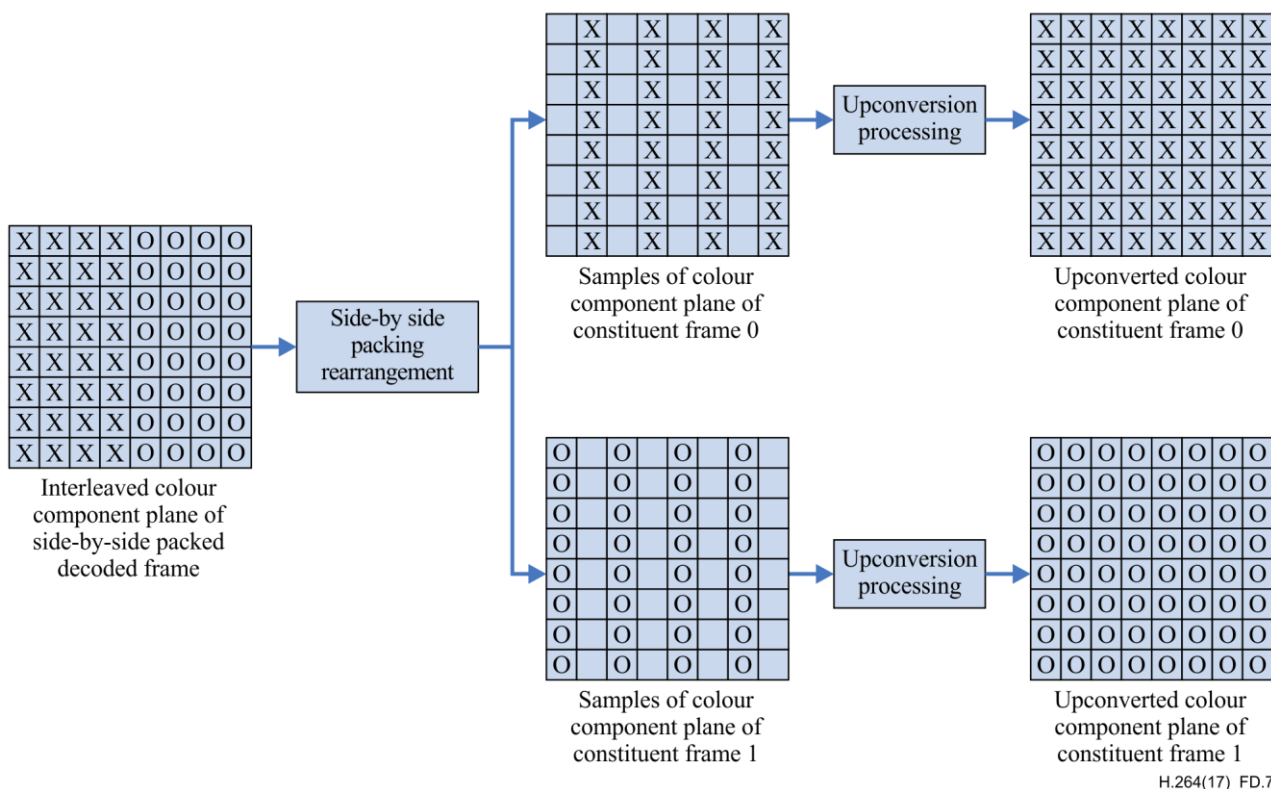 X X X X O O O O
X X X X O O O O
X X X X O O O O
X X X X O O O O
X X X X O O O O
X X X X O O O O
X X X X O O O O
X X X X O O O O
Interleaved colour
component plane of
side-by-side packed
decoded frame
Side-by side
packing
rearrangement
X X X X
X X X X
X X X X
X X X X
X X X X
X X X X
X X X X
X X X X
Samples of colour
component plane of
constituent frame 0
Upconversion
processing
X X X X X X X X
X X X X X X X X
X X X X X X X X
X X X X X X X X
X X X X X X X X
X X X X X X X X
X X X X X X X X
X X X X X X X X
Upconverted colour
component plane of
constituent frame 0
O O O O
O O O O
O O O O
O O O O
O O O O
O O O O
O O O O
O O O O
Samples of colour
component plane of
constituent frame 1
Upconversion
processing
O O O O O O O O
O O O O O O O O
O O O O O O O O
O O O O O O O O
O O O O O O O O
O O O O O O O O
O O O O O O O O
O O O O O O O O
Upconverted colour
component plane of
constituent frame 1
H.264(17)_FD.7